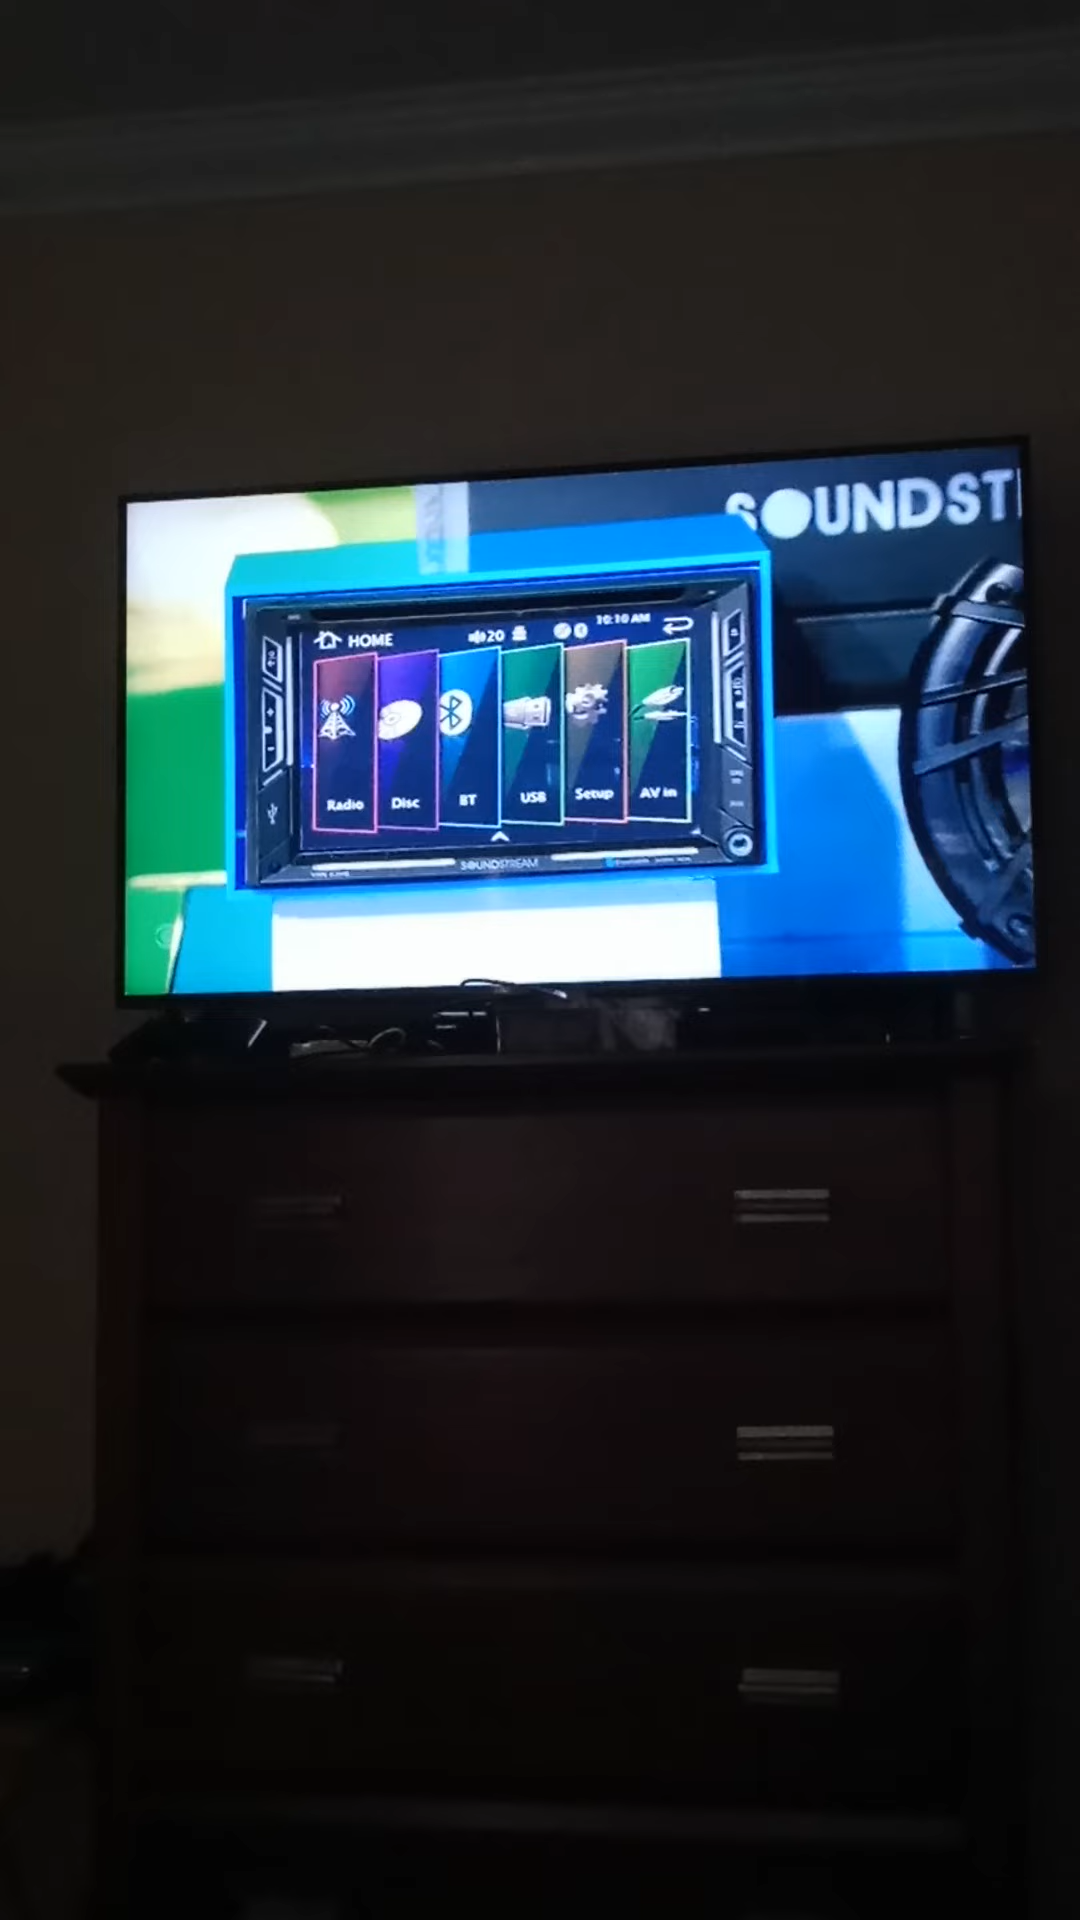 SOUNDST
HOME
20
10:10 AM
Radio
Disc
BT
USB
Setup
AV in
SOUNDSTREAM